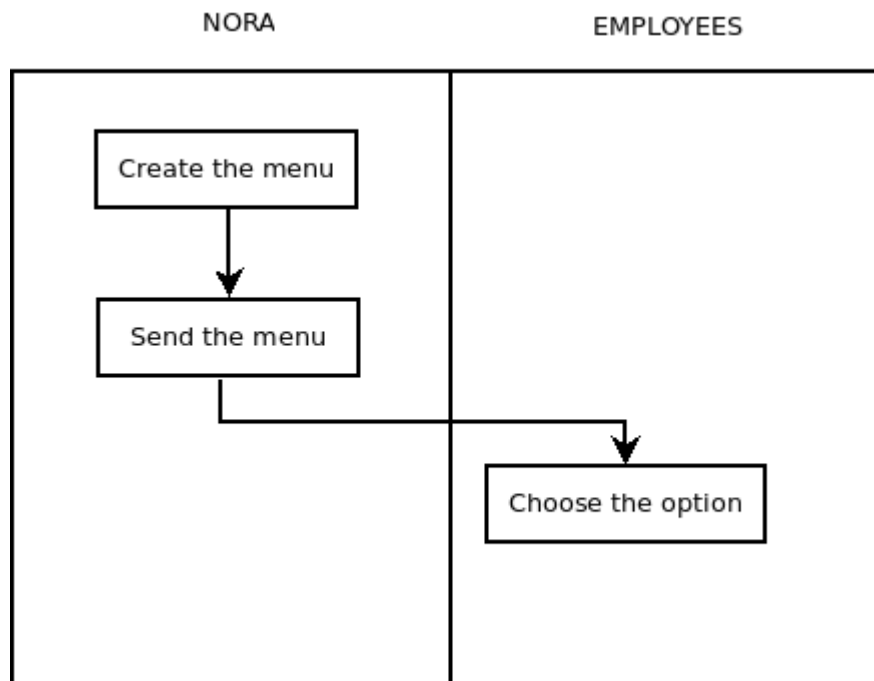 NORA
EMPLOYEES
Create the menu
Send the menu
Choose the option